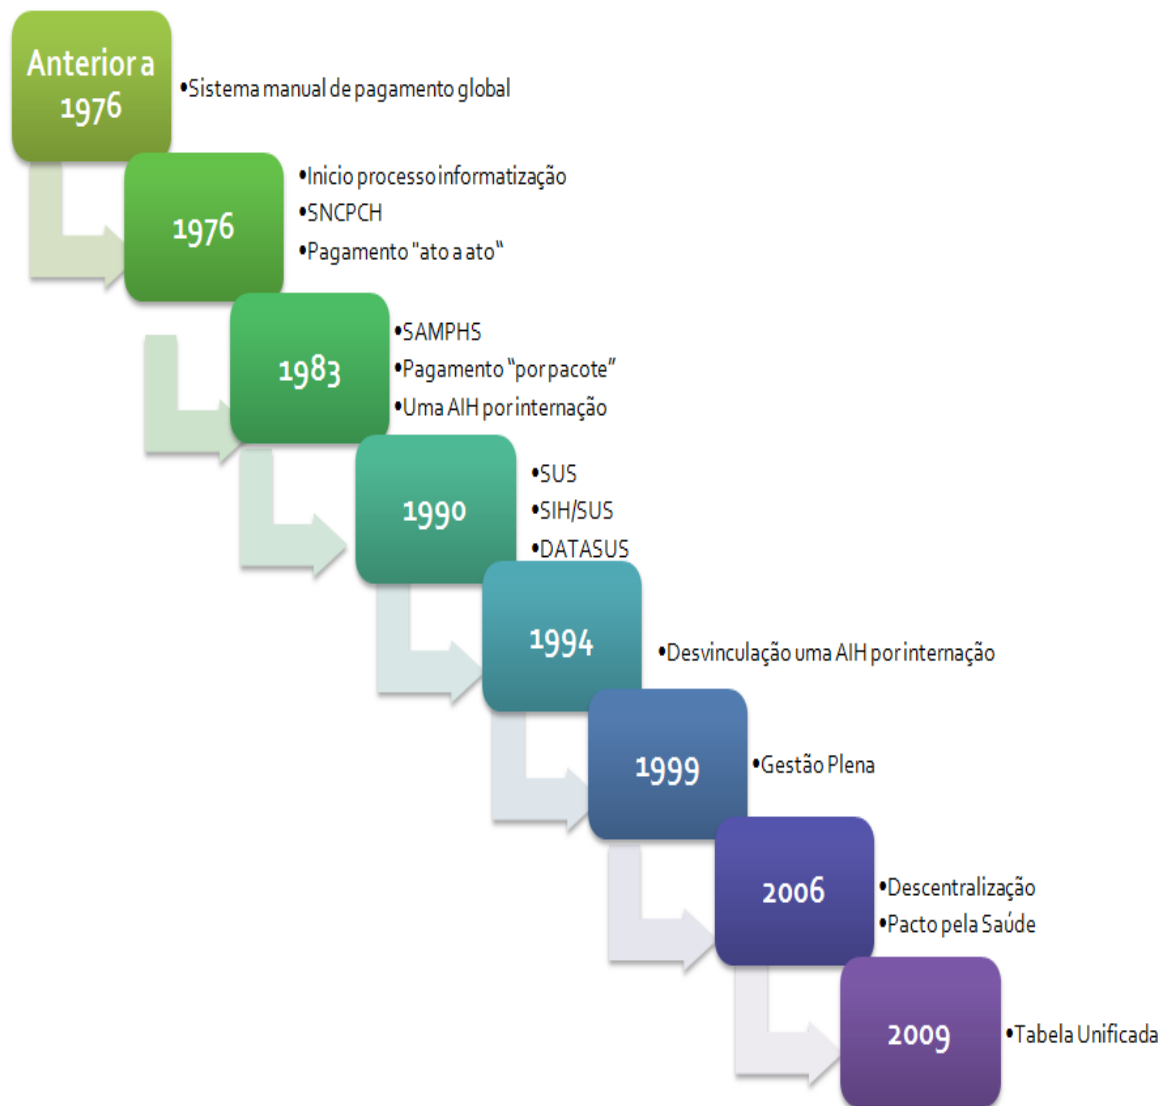 Anterior a
1976
•Sistema manual de pagamento global
1976
•Inicio processo informatização
•SNCPCH
•Pagamento "ato a ato“
1983
•SAMPHS
•Pagamento “por pacote”
•Uma AIH por internação
1990
•SUS
•SIH/SUS
•DATASUS
1994
•Desvinculação uma AIH por internação
1999
•Gestão Plena
2006
•Descentralização
•Pacto pela Saúde
2009
•Tabela Unificada